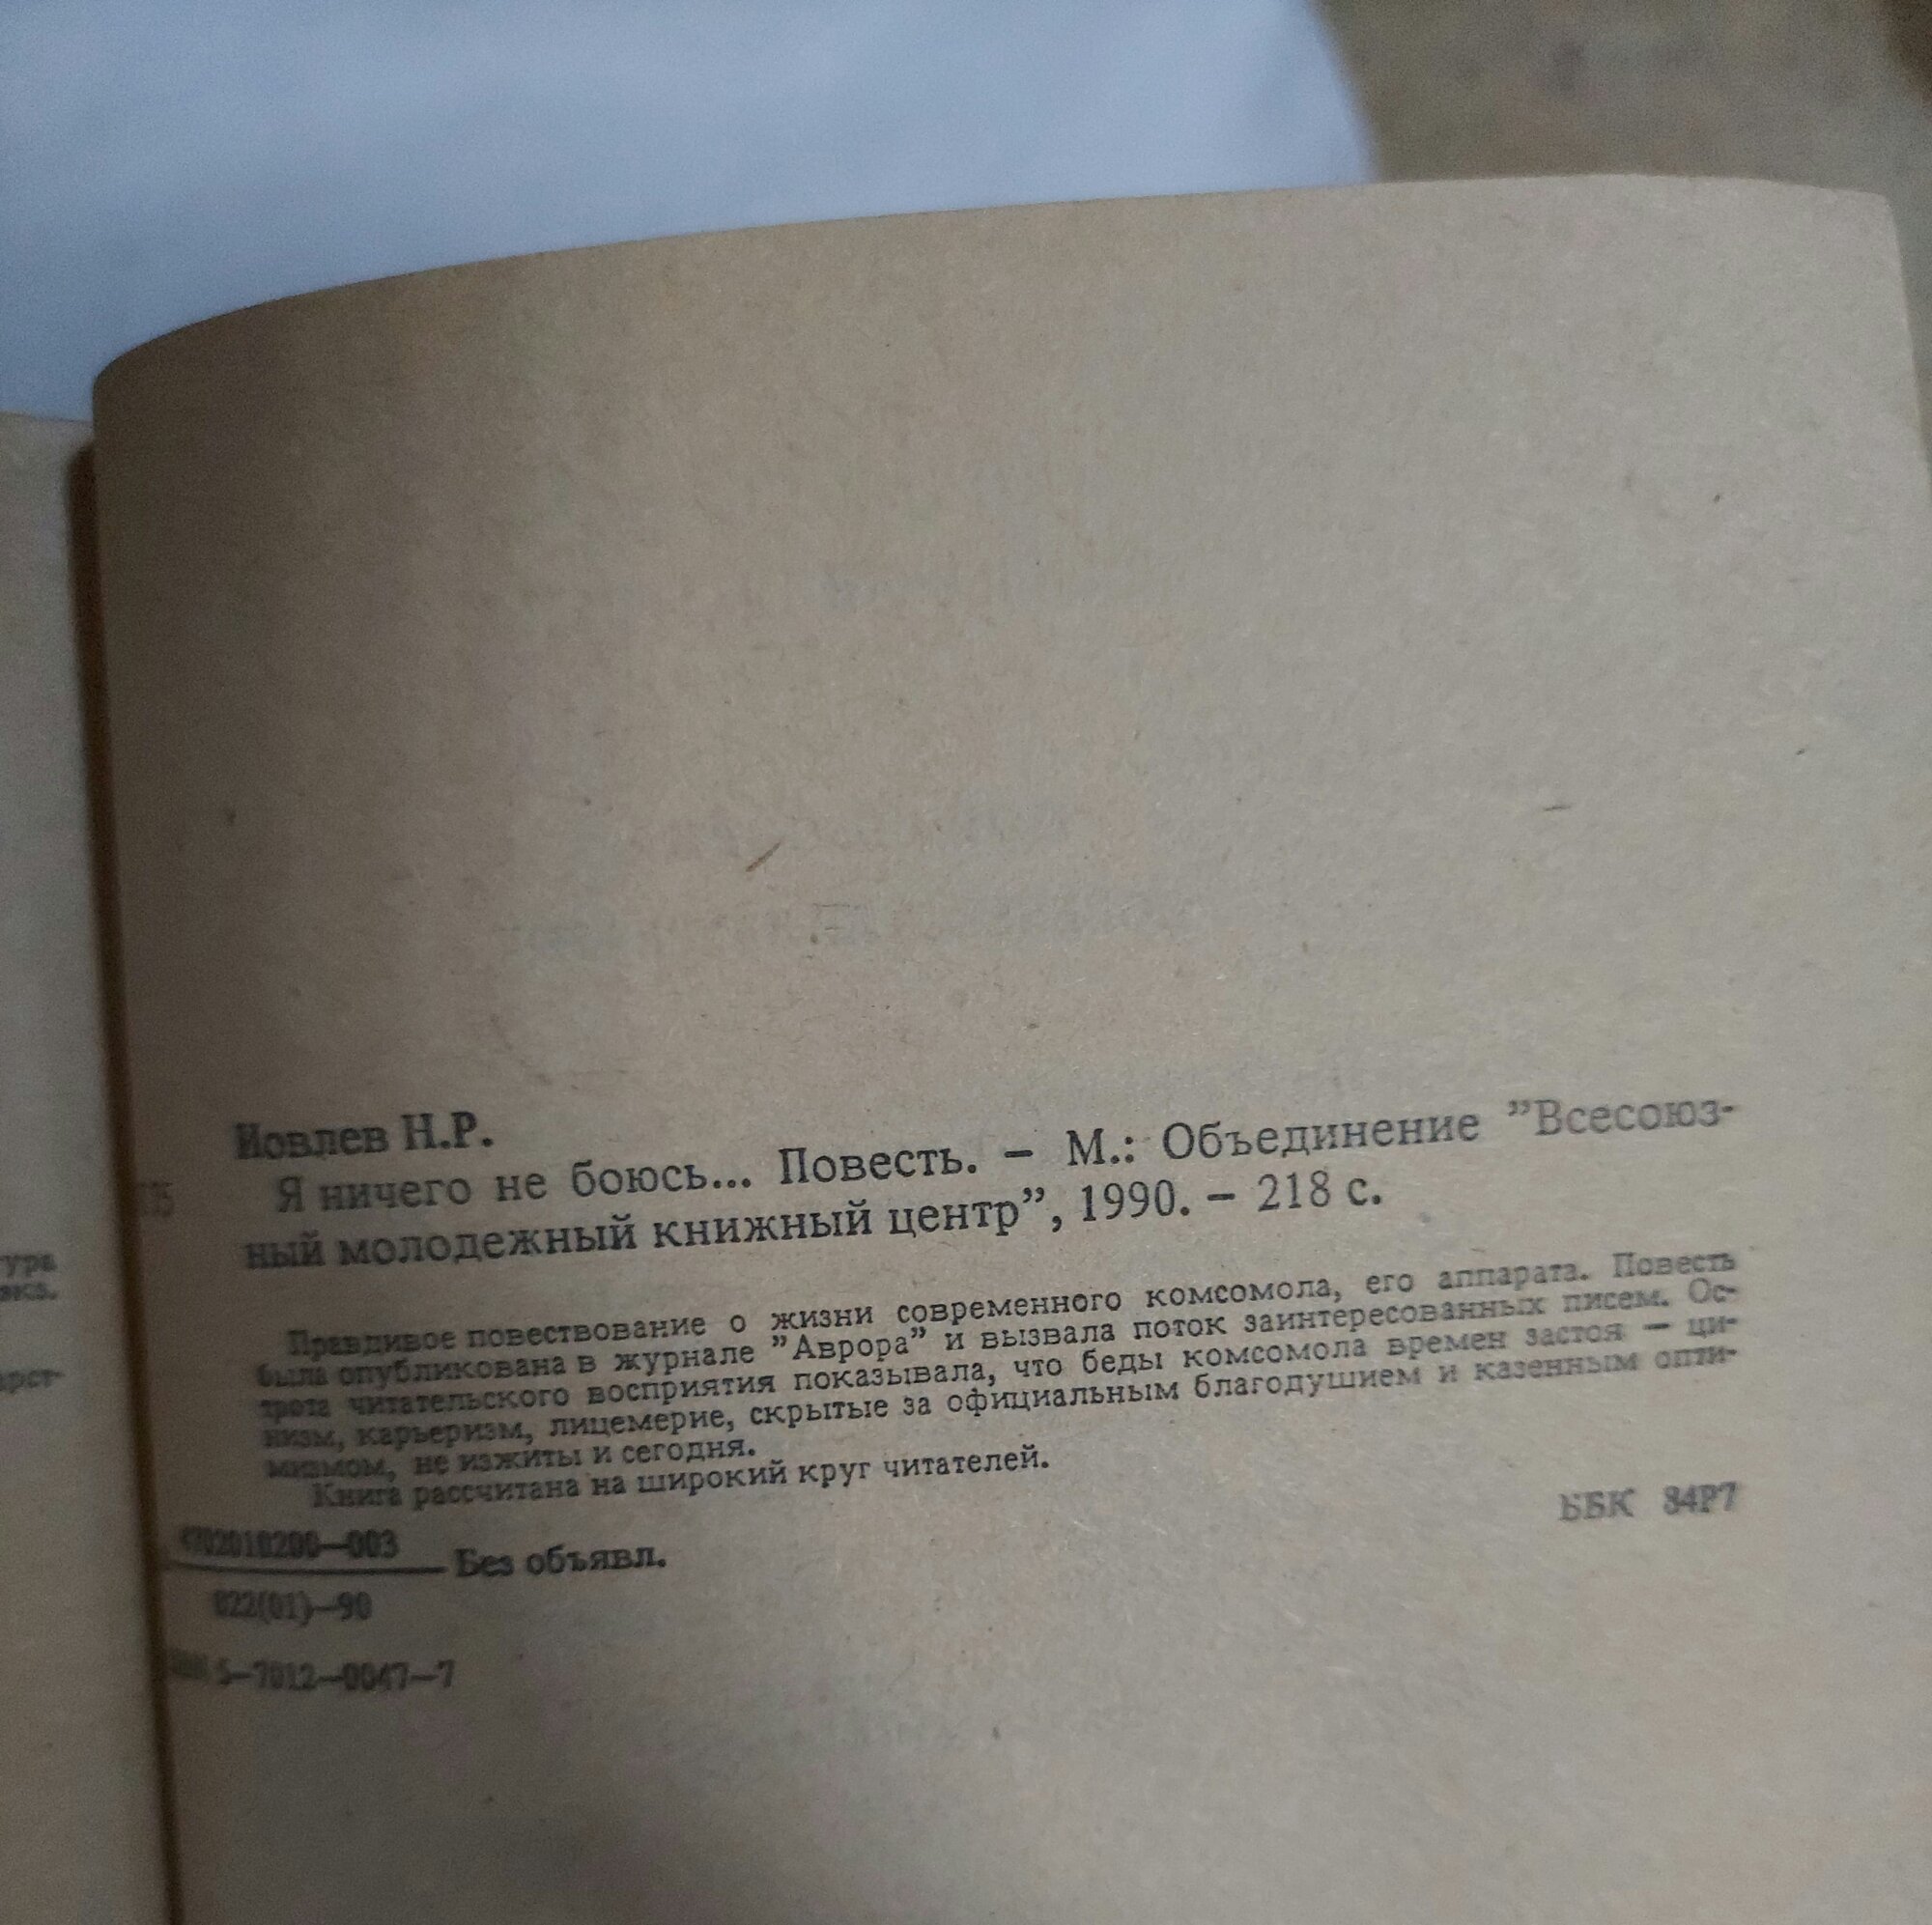 Иовлев Н.Р.
Я ничего не боюсь... Повесть. – М.: Объединение ”Всесоюз-
ный молодежный книжный центр”, 1990. – 218 с.
Правдивое повествование о жизни современного комсомола, его аппарата. Повесть
была опубликована в журнале ”Аврора” и вызвала поток заинтересованных писем. Ос-
трота читательского восприятия показывала, что беды комсомола времен застоя – ци-
низм, карьеризм, лицемерие, скрытые за официальным благодушием и казенным опти-
мизмом, не изжиты и сегодня.
Книга рассчитана на широкий круг читателей.
ББК 84Р7
4702010200—003
Без объявл.
022(01)—90
5—7012—0047—7